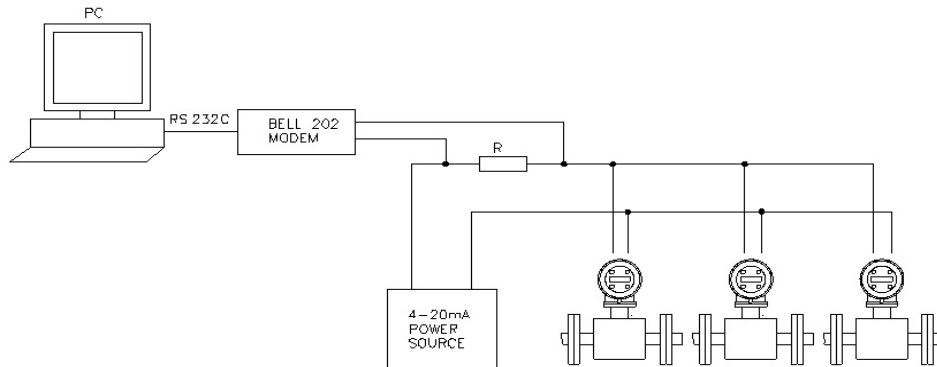 PC
RS 232C
BELL 202
MODEM
R
4-20mA
POWER
SOURCE